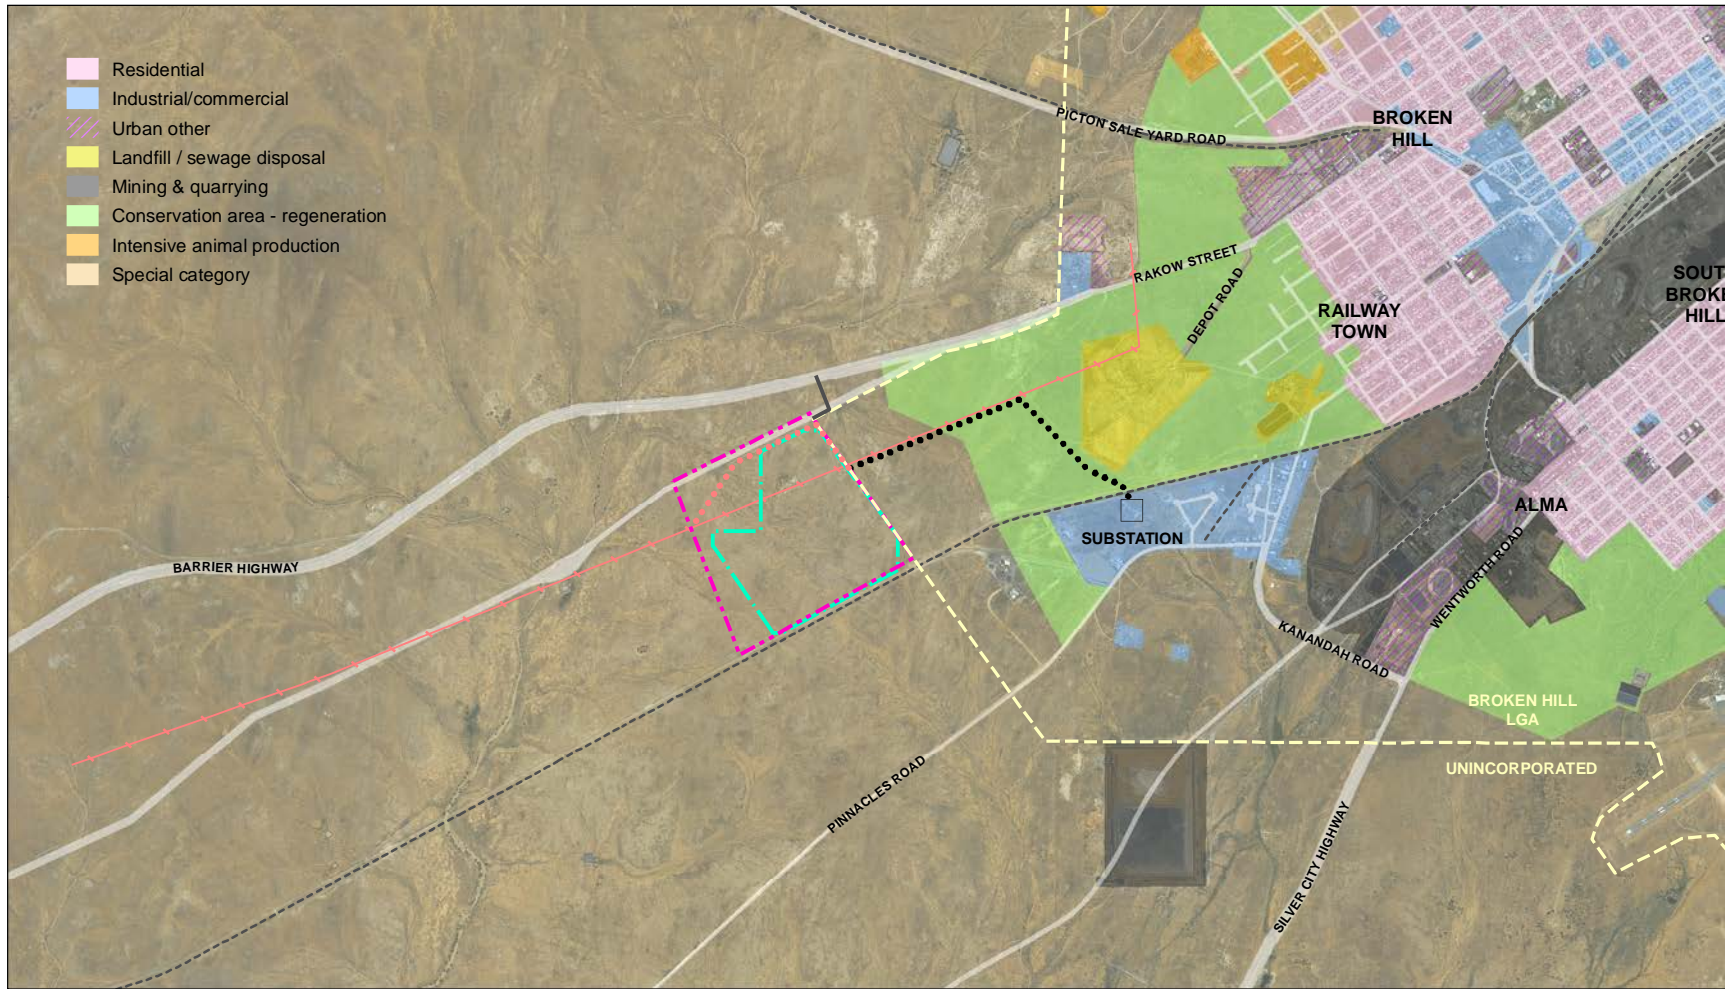 Residential
Industrial/commercial
Urban other
Landfill / sewage disposal
Mining & quarrying
Conservation area - regeneration
Intensive animal production
Special category
PICTON SALE YARD ROAD
BROKEN
HILL
RAKOW STREET
DEPOT ROAD
RAILWAY
TOWN
SOUT
BROKE
HILL
ALMA
SUBSTATION
BARRIER HIGHWAY
WENTWORTH ROAD
KANANDAH ROAD
BROKEN HILL
LGA
UNINCORPORATED
PINNACLES ROAD
SILVER CITY HIGHWAY